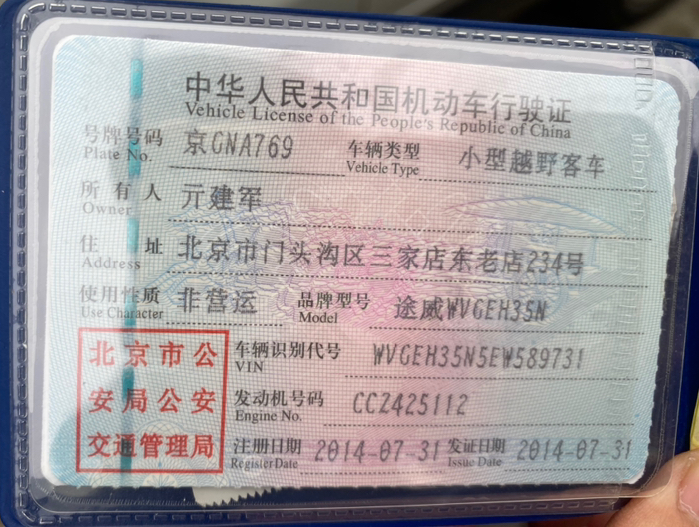 中华人民共和国机动车行驶证
Vehicle License of the People's Republic of China
号牌号码 京GNA769 车辆类型 小型越野客车
Plate No. Vehicle Type
所有人 亓建军
Owner
住址 北京市门头沟区三家店东老店234号
Address
使用性质 非营运 品牌型号 途威WVGEH35N
Use Character Model
北京市公 车辆识别代号 WVGEH35N5EW589731
VIN
安局公安 发动机号码 CCZ425112
Engine No.
交通管理局 注册日期 2014-07-31 发证日期 2014-07-31
Register Date Issue Date